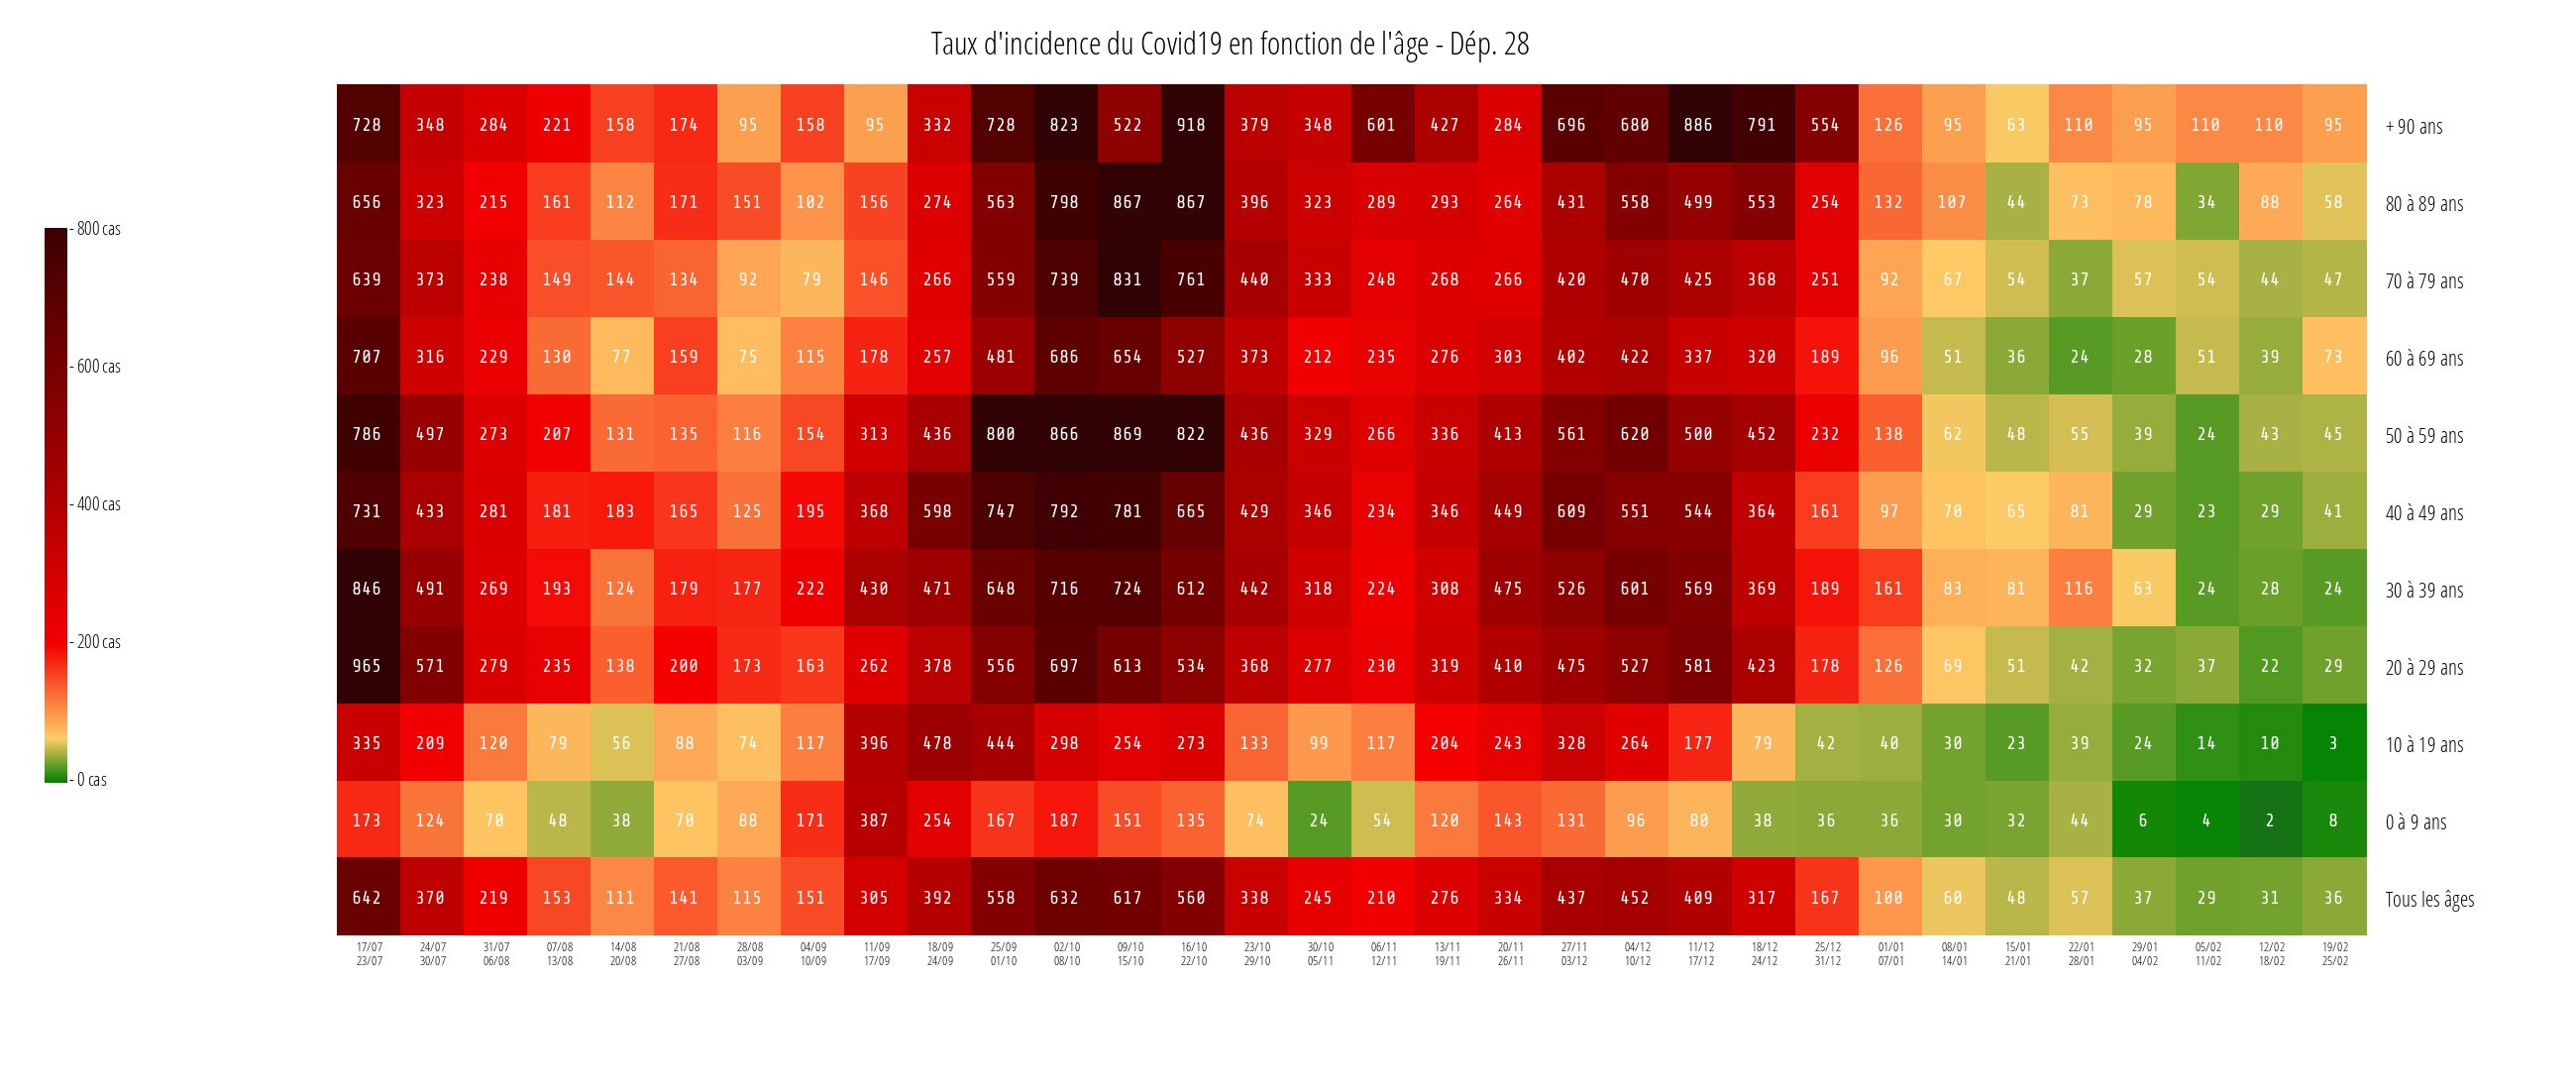 Taux d'incidence du Covid19 en fonction de l'âge - Dép. 28
- 800 cas
- 600 cas
- 400 cas
- 200 cas
- 0 cas
728 348 284 221 158 174 95 158 95 332 728 823 522 918 379 348 601 427 284 696 680 886 791 554 126 95 63 110 95 110 110 95 + 90 ans
656 323 215 161 112 171 151 102 156 274 563 798 867 867 396 323 289 293 264 431 558 499 553 254 132 107 44 73 78 34 88 58 80 à 89 ans
639 373 238 149 144 134 92 79 146 266 559 739 831 761 440 333 248 268 266 420 470 425 368 251 92 67 54 37 57 54 44 47 70 à 79 ans
707 316 229 130 77 159 75 115 178 257 481 686 654 527 373 212 235 276 303 402 422 337 320 189 96 51 36 24 28 51 39 73 60 à 69 ans
786 497 273 207 131 135 116 154 313 436 800 866 869 822 436 329 266 336 413 561 620 500 452 232 138 62 48 55 39 24 43 45 50 à 59 ans
731 433 281 181 183 165 125 195 368 598 747 792 781 665 429 346 234 346 449 609 551 544 364 161 97 70 65 81 29 23 29 41 40 à 49 ans
846 491 269 193 124 179 177 222 430 471 648 716 724 612 442 318 224 308 475 526 601 569 369 189 161 83 81 116 63 24 28 24 30 à 39 ans
965 571 279 235 138 200 173 163 262 378 556 697 613 534 368 277 230 319 410 475 527 581 423 178 126 69 51 42 32 37 22 29 20 à 29 ans
335 209 120 79 56 88 74 117 396 478 444 298 254 273 133 99 117 204 243 328 264 177 79 42 40 30 23 39 24 14 10 3 10 à 19 ans
173 124 70 48 38 70 88 171 387 254 167 187 151 135 74 24 54 120 143 131 96 80 38 36 36 30 32 44 6 4 2 8 0 à 9 ans
642 370 219 153 111 141 115 151 305 392 558 632 617 560 338 245 210 276 334 437 452 409 317 167 100 60 48 57 37 29 31 36 Tous les âges
17/07 24/07 31/07 07/08 14/08 21/08 28/08 04/09 11/09 18/09 25/09 02/10 09/10 16/10 23/10 30/10 06/11 13/11 20/11 27/11 04/12 11/12 18/12 25/12 01/01 08/01 15/01 22/01 29/01 05/02 12/02 19/02
23/07 30/07 06/08 13/08 20/08 27/08 03/09 10/09 17/09 24/09 01/10 08/10 15/10 22/10 29/10 05/11 12/11 19/11 26/11 03/12 10/12 17/12 24/12 31/12 07/01 14/01 21/01 28/01 04/02 11/02 18/02 25/02